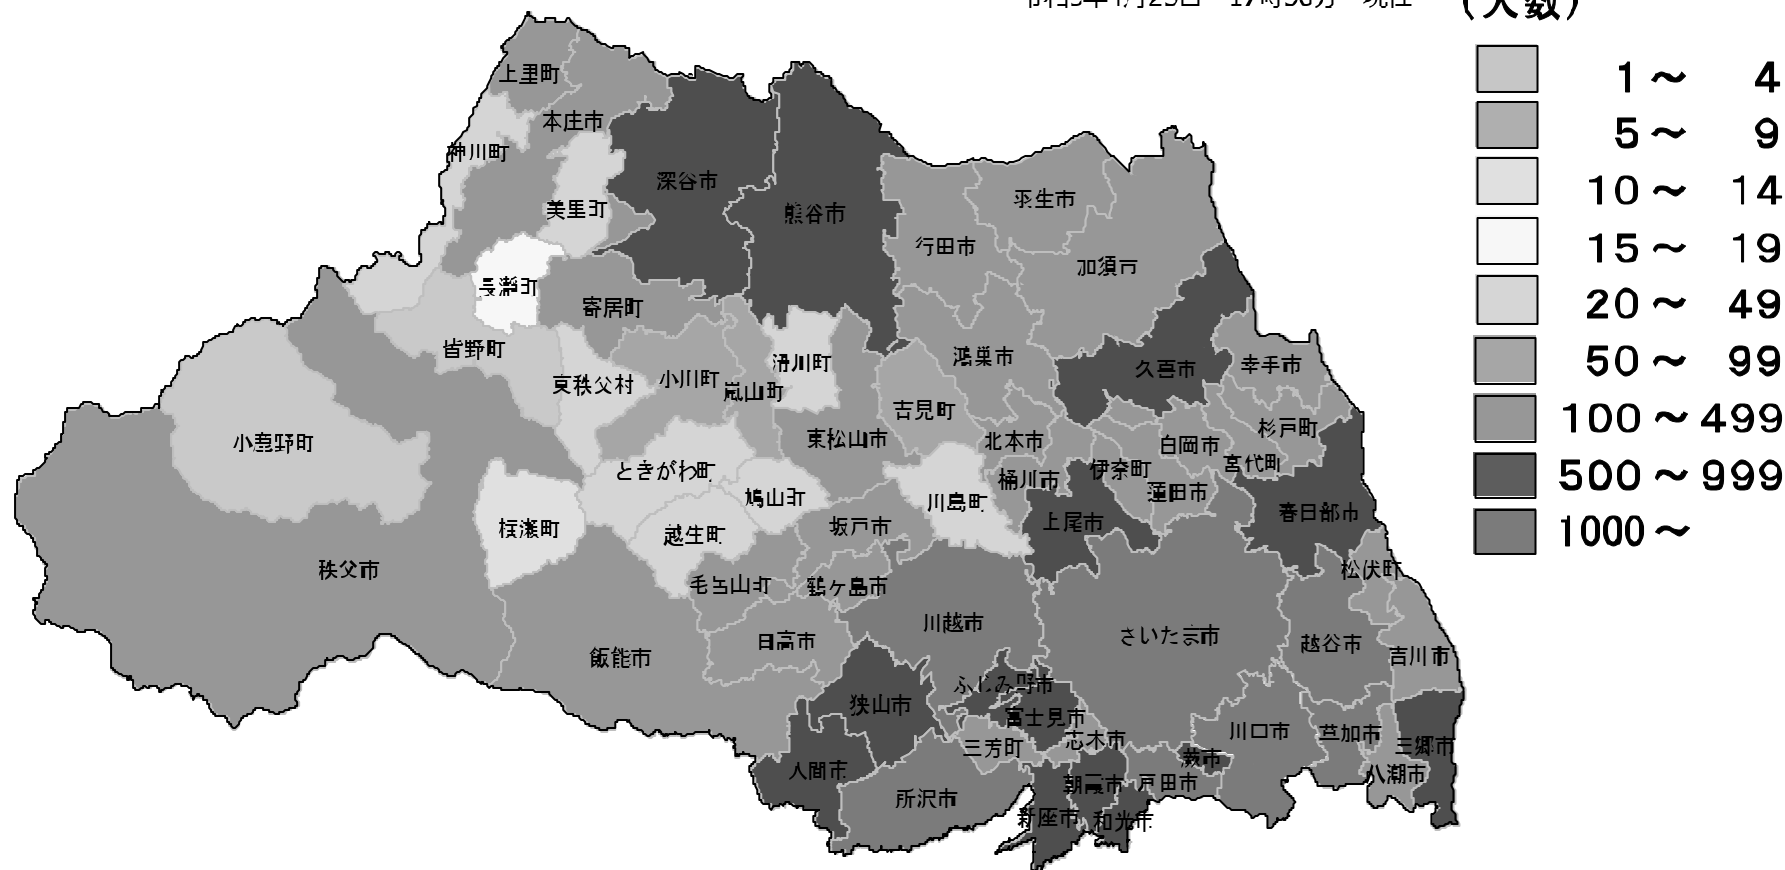 (人数)
1～ 4
5～ 9
10～ 14
15～ 19
20～ 49
50～ 99
100～499
500～999
1000～
上里町
本庄市
神川町
深谷市
美里町
熊谷市
羽生市
行田市
加須市
長瀞町
寄居町
皆野町
滑川町
鴻巣市
久喜市
幸手市
東秩父村
小川町
嵐山町
吉見町
小鹿野町
東松山市
北本市
白岡市
杉戸町
ときがわ町
伊奈町
宮代町
桶川市
鳩山町
川島町
蓮田市
横瀬町
越生町
坂戸市
上尾市
春日部市
秩父市
毛呂山町
鶴ヶ島市
松伏町
飯能市
日高市
川越市
さいたま市
越谷市
吉川市
ふじみ野市
狭山市
富士見市
三芳町
志木市
川口市
草加市
三郷市
入間市
蕨市
所沢市
朝霞市
戸田市
八潮市
新座市
和光市